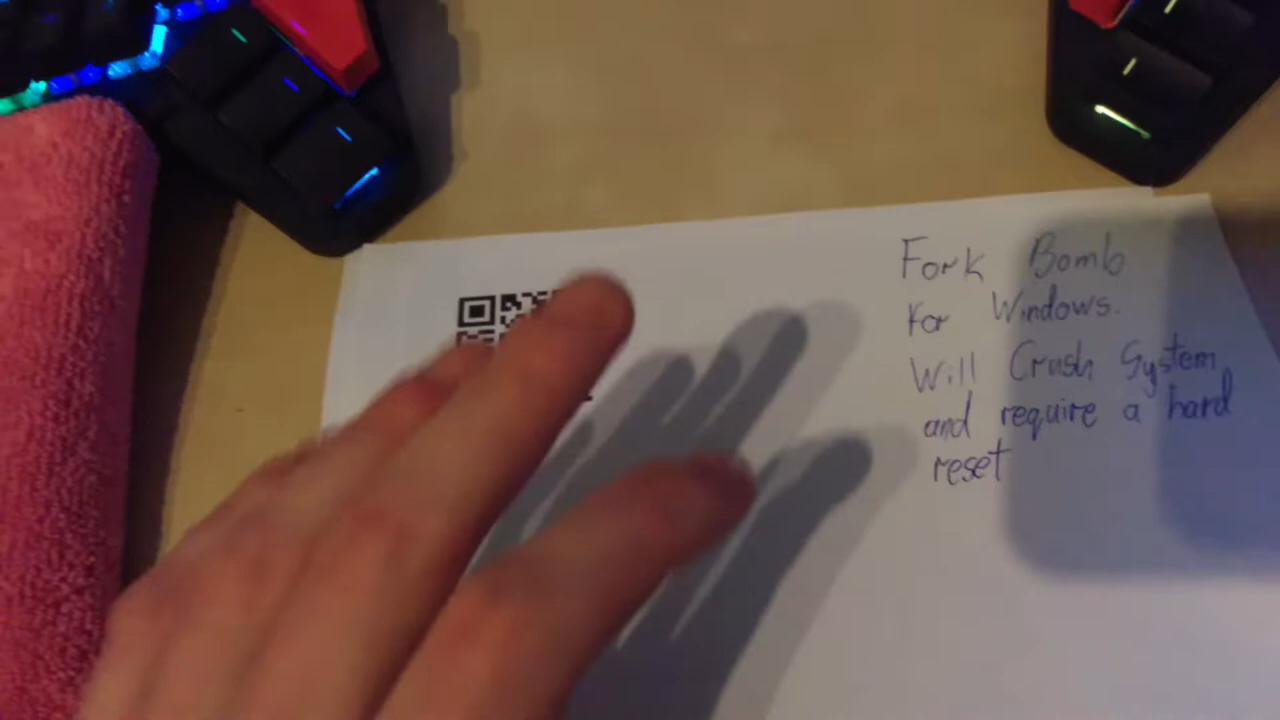 Fork Bomb
For Windows.
Will Crash System
and require a hard
reset